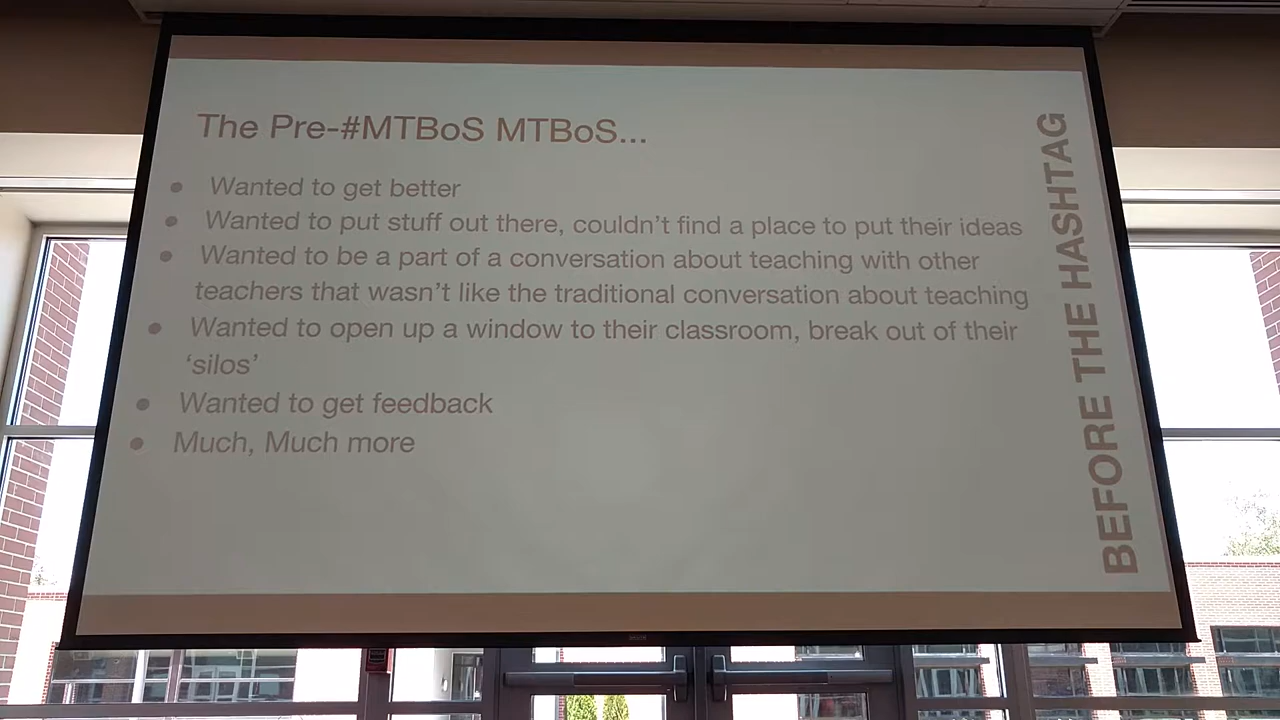 The Pre-#MTBoS MTBoS...
● Wanted to get better
● Wanted to put stuff out there, couldn't find a place to put their ideas
● Wanted to be a part of a conversation about teaching with other
teachers that wasn't like the traditional conversation about teaching
● Wanted to open up a window to their classroom, break out of their
‘silos’
● Wanted to get feedback
● Much, Much more
BEFORE THE HASHTAG